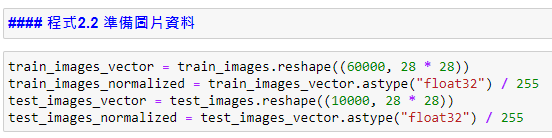 #### 程式2.2 準備圖片資料
train_images_vector = train_images.reshape((60000, 28 * 28))
train_images_normalized = train_images_vector.astype("float32") / 255
test_images_vector = test_images.reshape((10000, 28 * 28))
test_images_normalized = test_images_vector.astype("float32") / 255